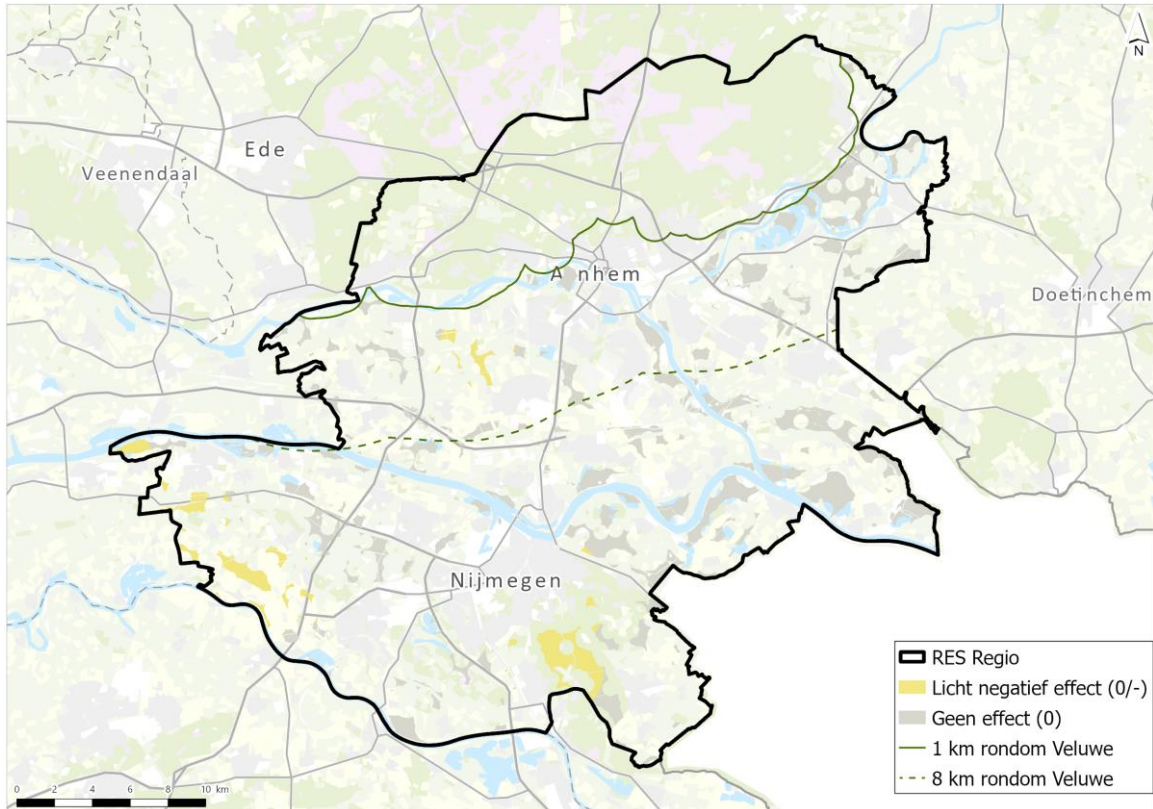 N
Ede
Veenendaal
A nhem
Doetinchem
Nijmegen
RES Regio
Licht negatief effect (0/-)
Geen effect (0)
1 km rondom Veluwe
8 km rondom Veluwe
0 2 4 6 8 10 km